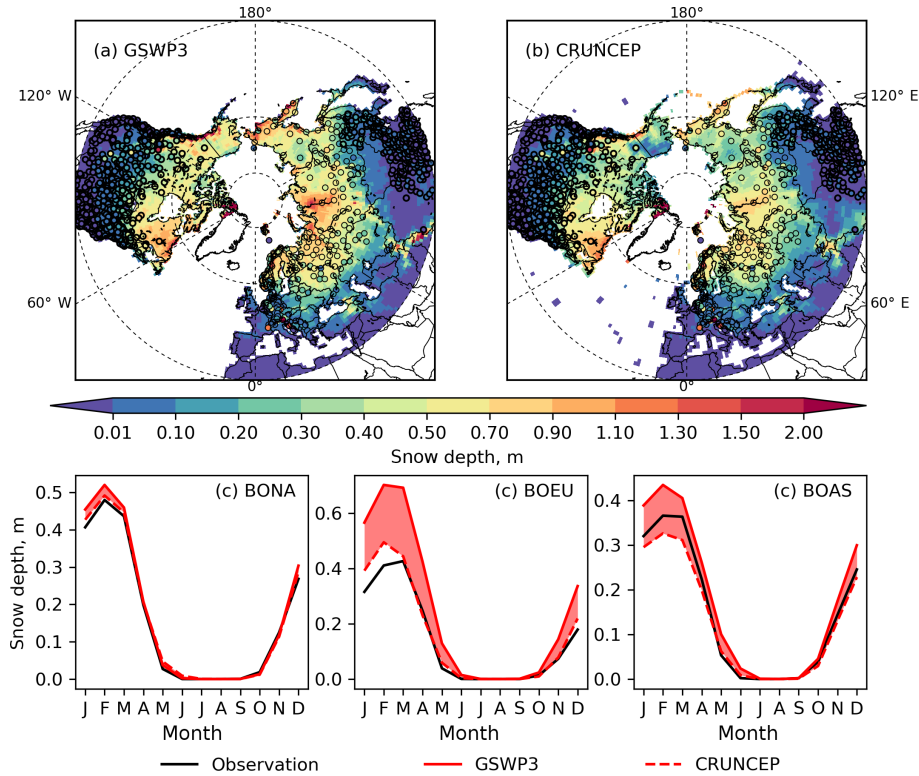 180° 180°
(a) GSWP3 (b) CRUNCEP
120° W 120° E
60° W 60° E
0° 0°
0.01 0.10 0.20 0.30 0.40 0.50 0.70 0.90 1.10 1.30 1.50 2.00
Snow depth, m
(c) BONA (c) BOEU (c) BOAS
Snow depth, m
0.5
0.4
0.3
0.2
0.1
0.0
J F M A M J J A S O N D
Month
0.6
0.4
0.2
0.0
J F M A M J J A S O N D
Month
0.4
0.3
0.2
0.1
0.0
J F M A M J J A S O N D
Month
Observation GSWP3 CRUNCEP